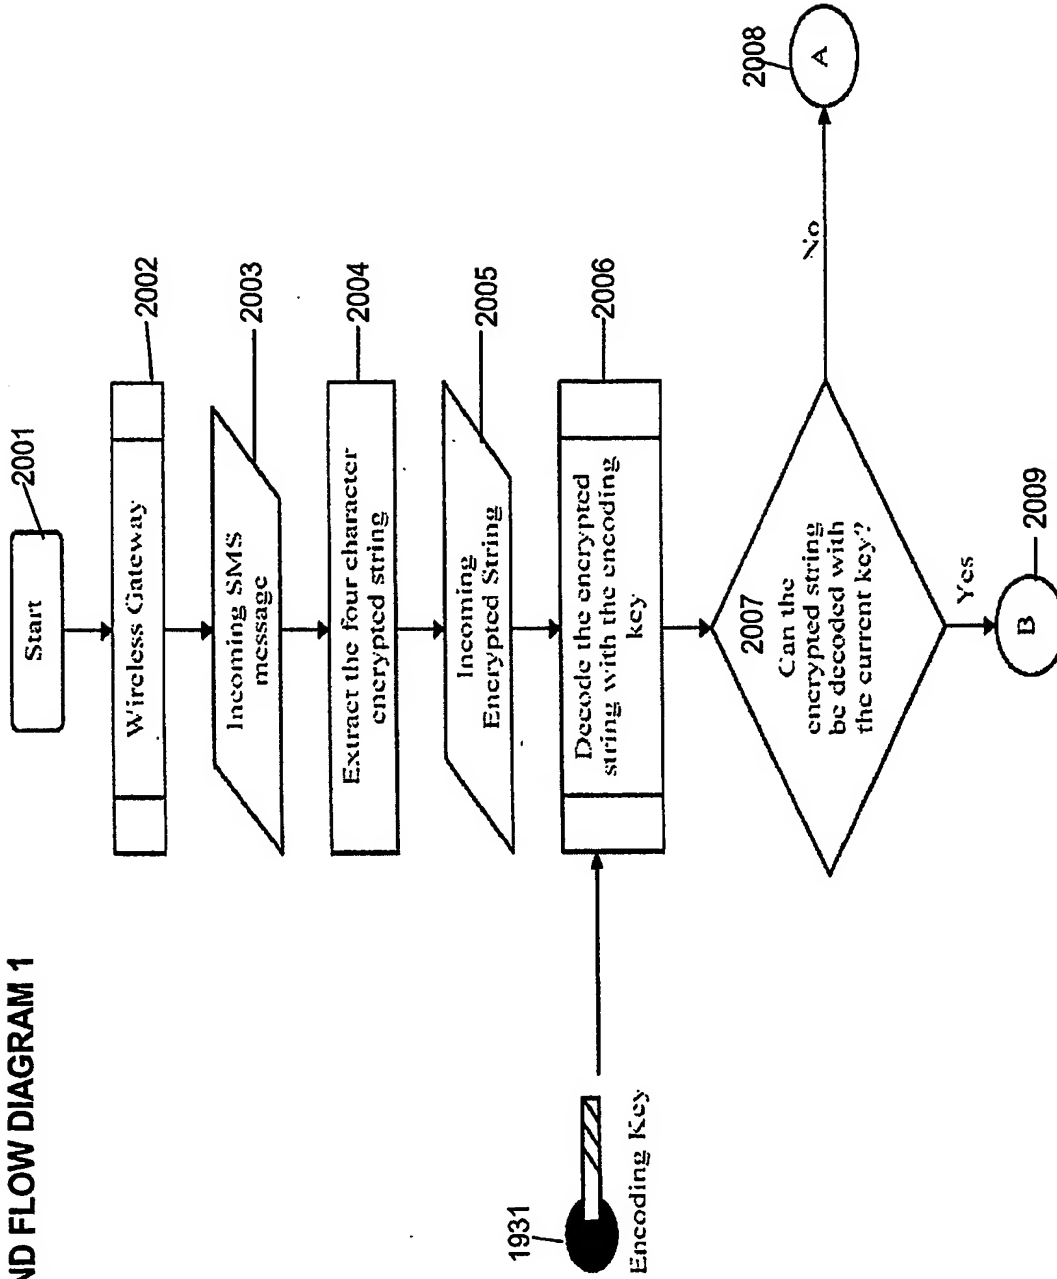 ND FLOW DIAGRAM 1
Start
2001
Wireless Gateway
2002
Incoming SMS
message
2003
Extract the four character
encrypted string
2004
Incoming
Encrypted String
2005
Decode the encrypted
string with the encoding
key
2006
1931
Encoding Key
2007
Can the
encrypted string
be decoded with
the current key?
No
2008
A
Yes
B
2009